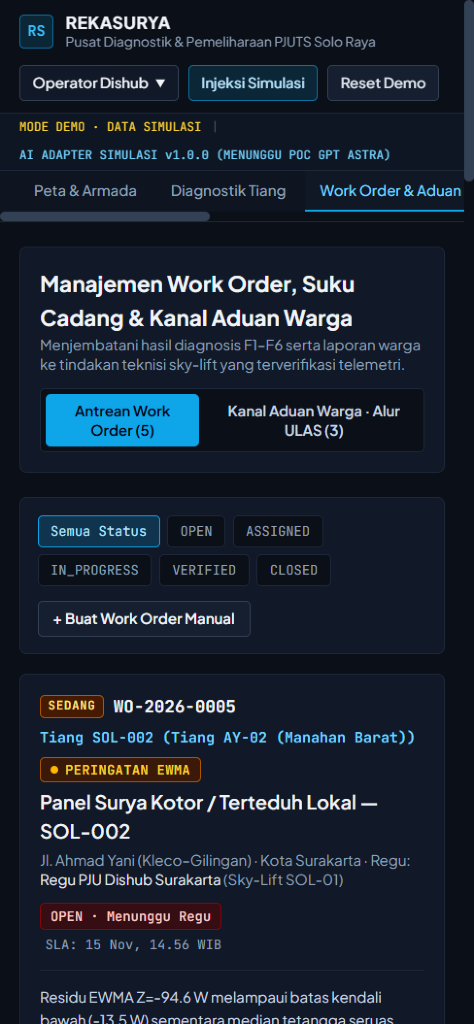 RS
REKASURYA
Pusat Diagnostik & Pemeliharaan PJUTS Solo Raya
Operator Dishub ▼
Injeksi Simulasi
Reset Demo
MODE DEMO · DATA SIMULASI |
AI ADAPTER SIMULASI v1.0.0 (MENUNGGU POC GPT ASTRA)
Peta & Armada
Diagnostik Tiang
Work Order & Aduan
Manajemen Work Order, Suku
Cadang & Kanal Aduan Warga
Menjembatani hasil diagnosis F1–F6 serta laporan warga
ke tindakan teknisi sky-lift yang terverifikasi telemetri.
Antrean Work
Order (5)
Kanal Aduan Warga · Alur
ULAS (3)
Semua Status
OPEN
ASSIGNED
IN_PROGRESS
VERIFIED
CLOSED
+ Buat Work Order Manual
SEDANG
WO-2026-0005
Tiang SOL-002 (Tiang AY-02 (Manahan Barat))
● PERINGATAN EWMA
Panel Surya Kotor / Terteduh Lokal —
SOL-002
Jl. Ahmad Yani (Kleco–Gilingan) · Kota Surakarta · Regu:
Regu PJU Dishub Surakarta (Sky-Lift SOL-01)
OPEN · Menunggu Regu
SLA: 15 Nov, 14.56 WIB
Residu EWMA Z=-94.6 W melampaui batas kendali
bawah (-13.5 W) sementara median tetangga seruas